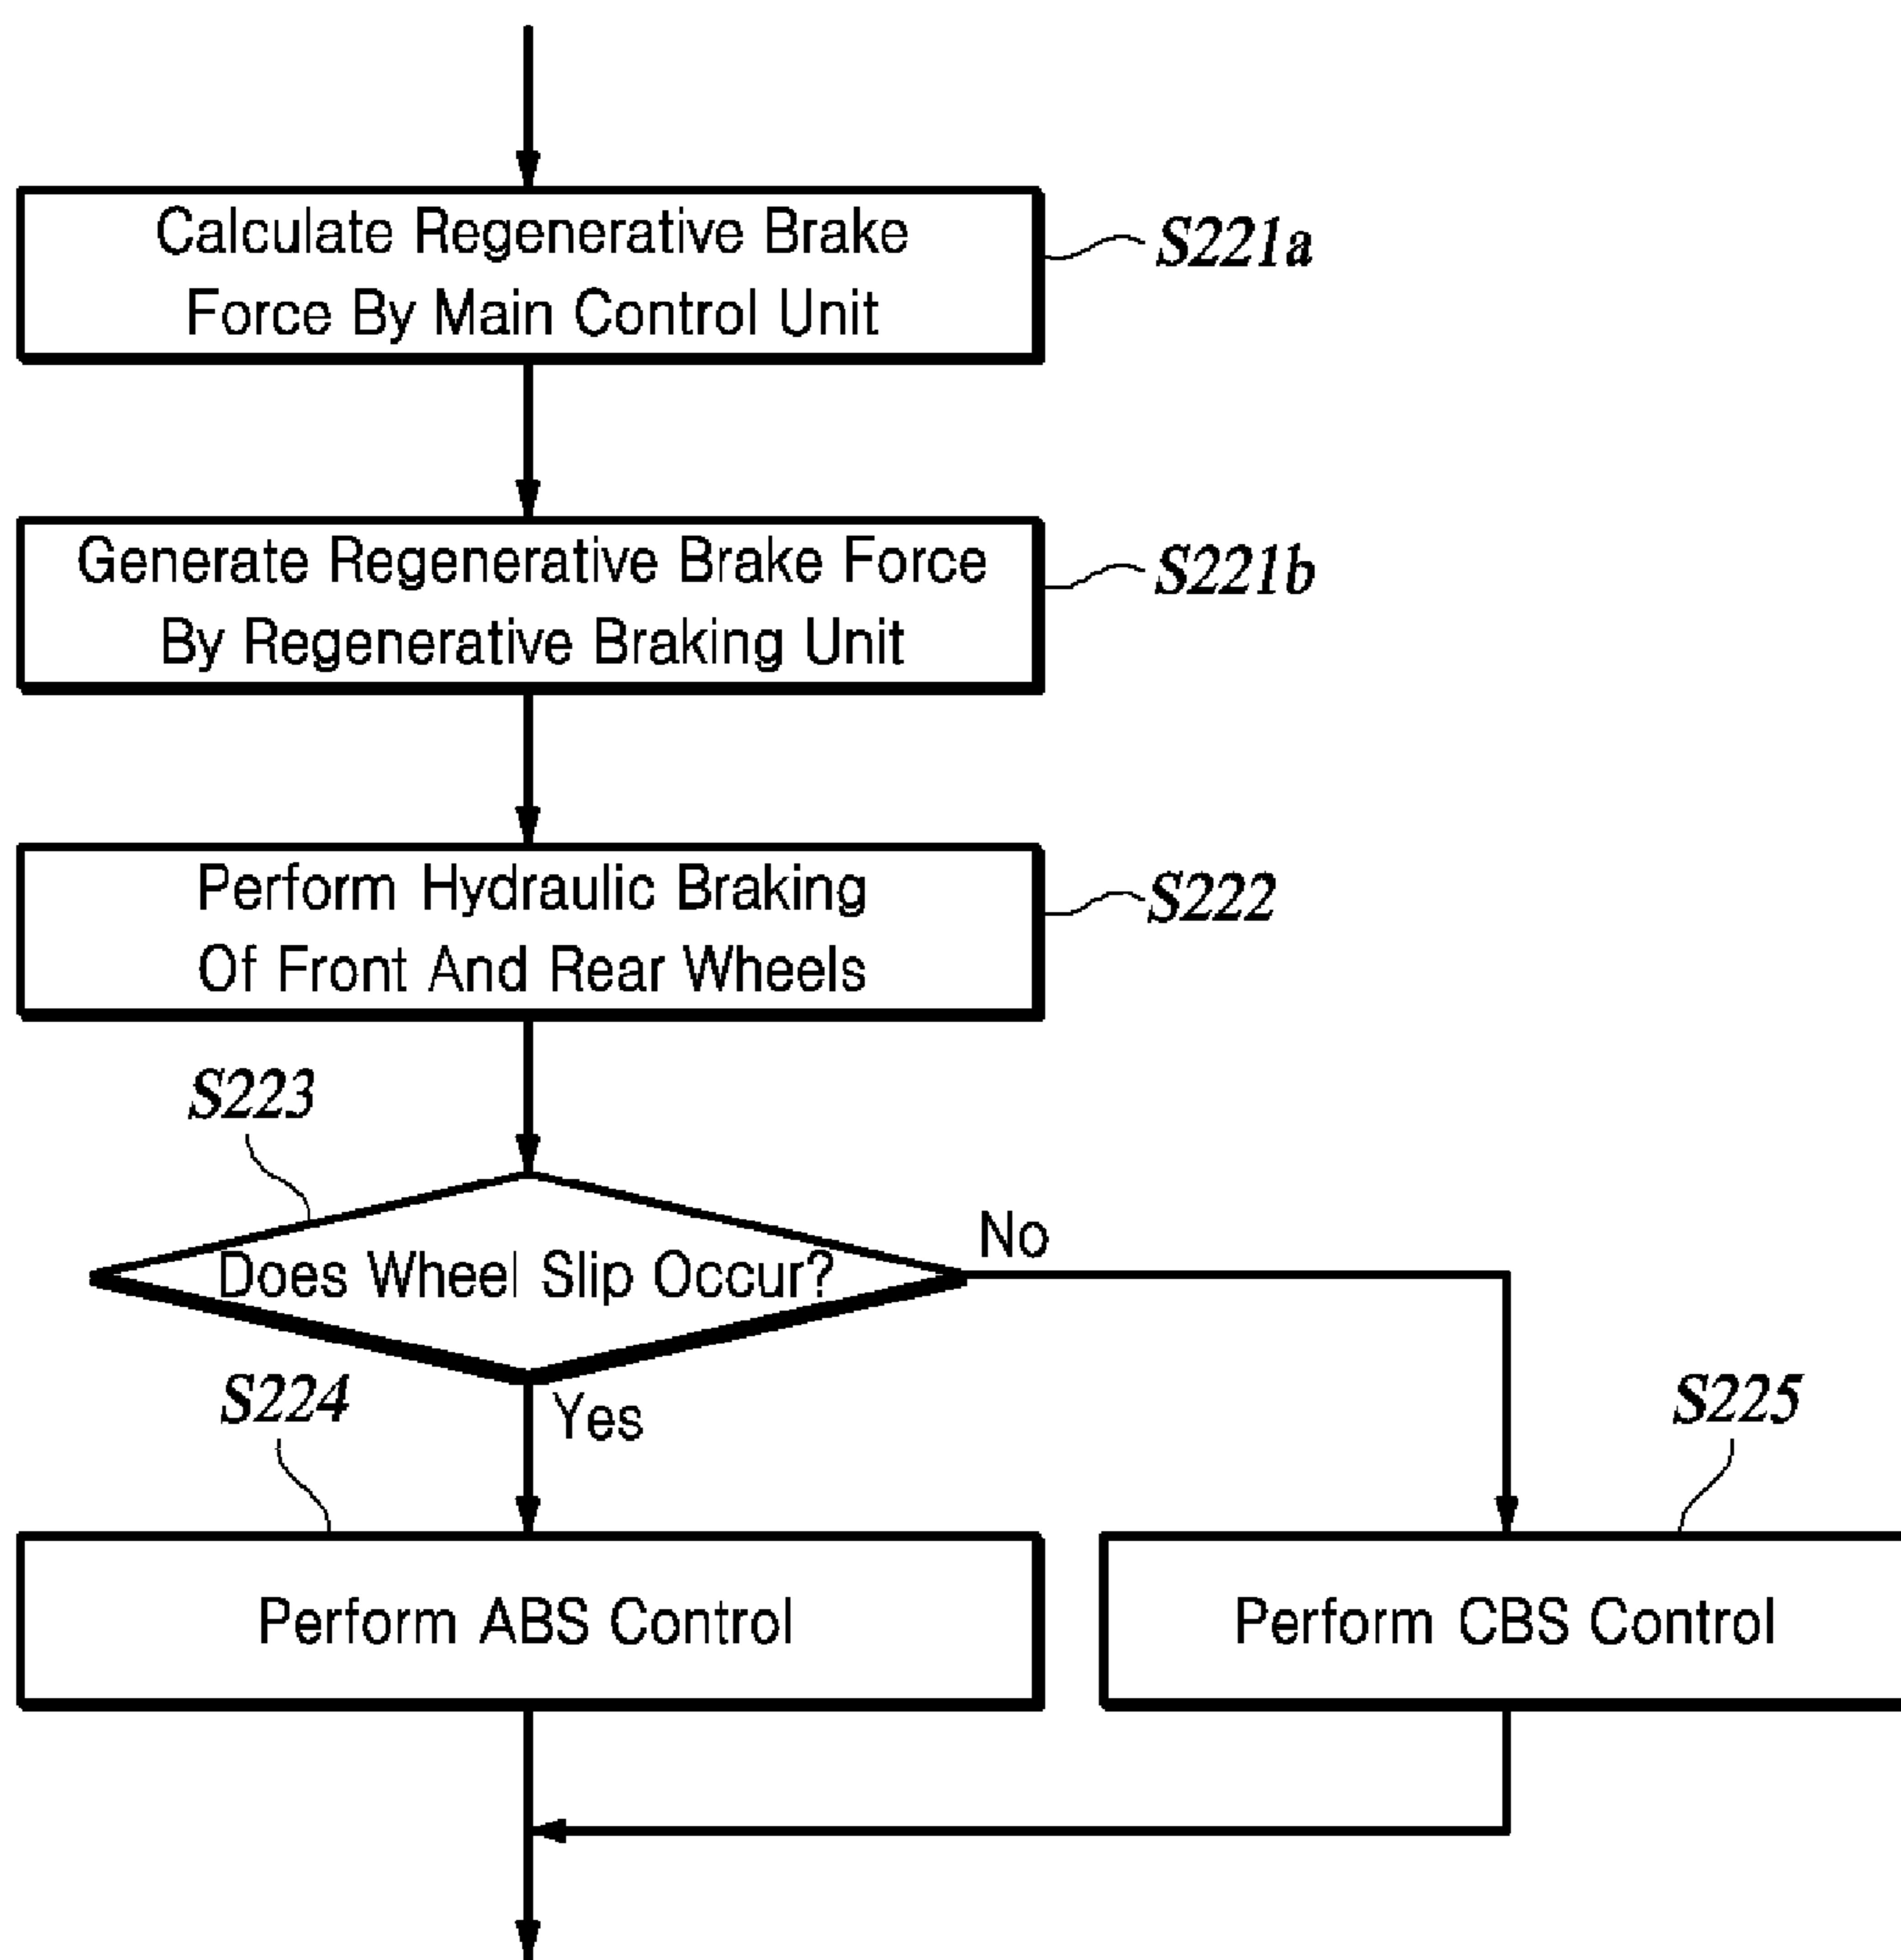 Calculate Regenerative Brake
Force By Main Control Unit
S221a
Generate Regenerative Brake Force
By Regenerative Braking Unit
S221b
Perform Hydraulic Braking
Of Front And Rear Wheels
S222
S223
Does Wheel Slip Occur?
No
Yes
S224
Perform ABS Control
S225
Perform CBS Control